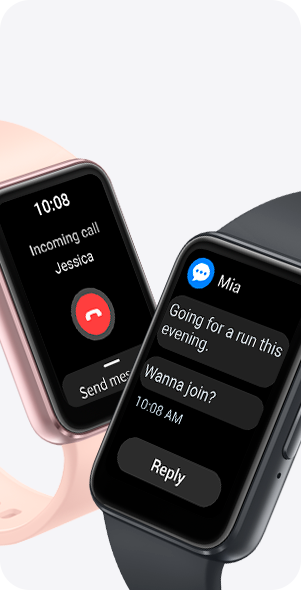 10:08
Incoming call
Jessica
Send mes
Mia
Going for a run this
evening.
Wanna join?
10:08 AM
Reply